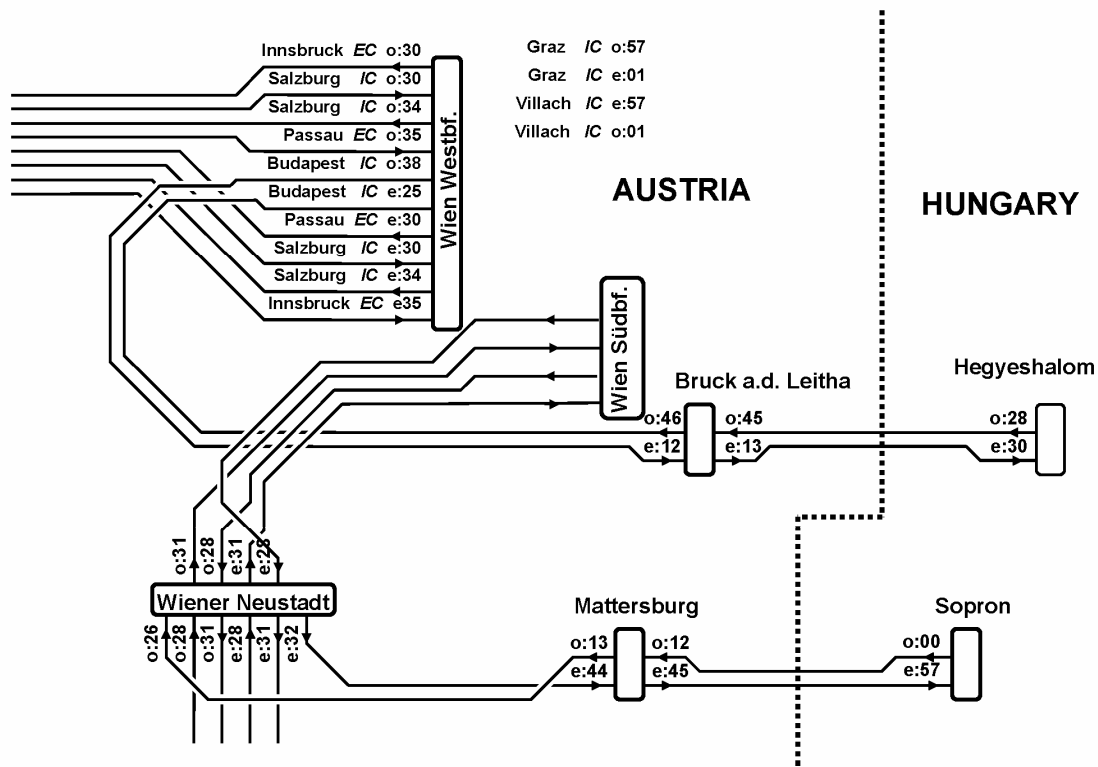 Innsbruck EC o:30
Salzburg IC o:30
Salzburg IC o:34
Passau EC o:35
Budapest IC o:38
Budapest IC e:25
Passau EC e:30
Salzburg IC e:30
Salzburg IC e:34
Innsbruck EC e35
Wien Westbf.
Graz IC o:57
Graz IC e:01
Villach IC e:57
Villach IC o:01
AUSTRIA
HUNGARY
Wien Südbf.
Bruck a.d. Leitha
Hegyeshalom
o:46 o:45 o:28
e:12 e:13 e:30
o:31
o:28
e:31
e:28
Wiener Neustadt
o:26
o:28
o:31
e:28
e:31
e:32
Mattersburg
Sopron
o:13 o:12 o:00
e:44 e:45 e:57